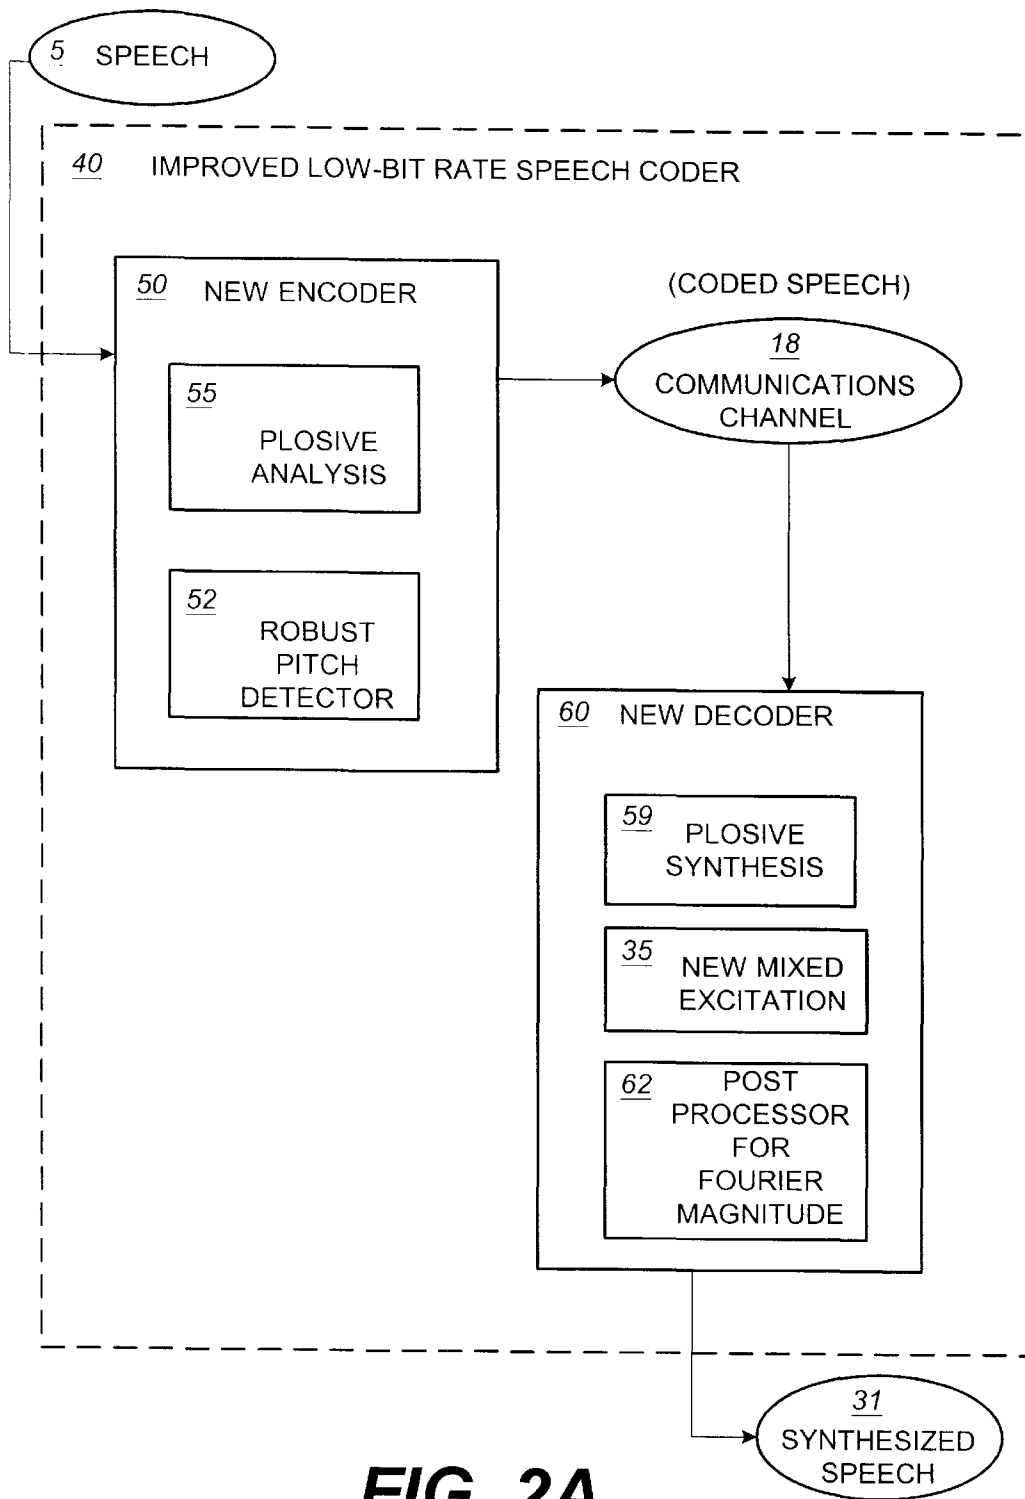 5 SPEECH
40 IMPROVED LOW-BIT RATE SPEECH CODER
50 NEW ENCODER
55
PLOSIVE
ANALYSIS
52
ROBUST
PITCH
DETECTOR
(CODED SPEECH)
18
COMMUNICATIONS
CHANNEL
60 NEW DECODER
59 PLOSIVE
SYNTHESIS
35 NEW MIXED
EXCITATION
62 POST
PROCESSOR
FOR
FOURIER
MAGNITUDE
31
SYNTHESIZED
SPEECH
FIG. 2A